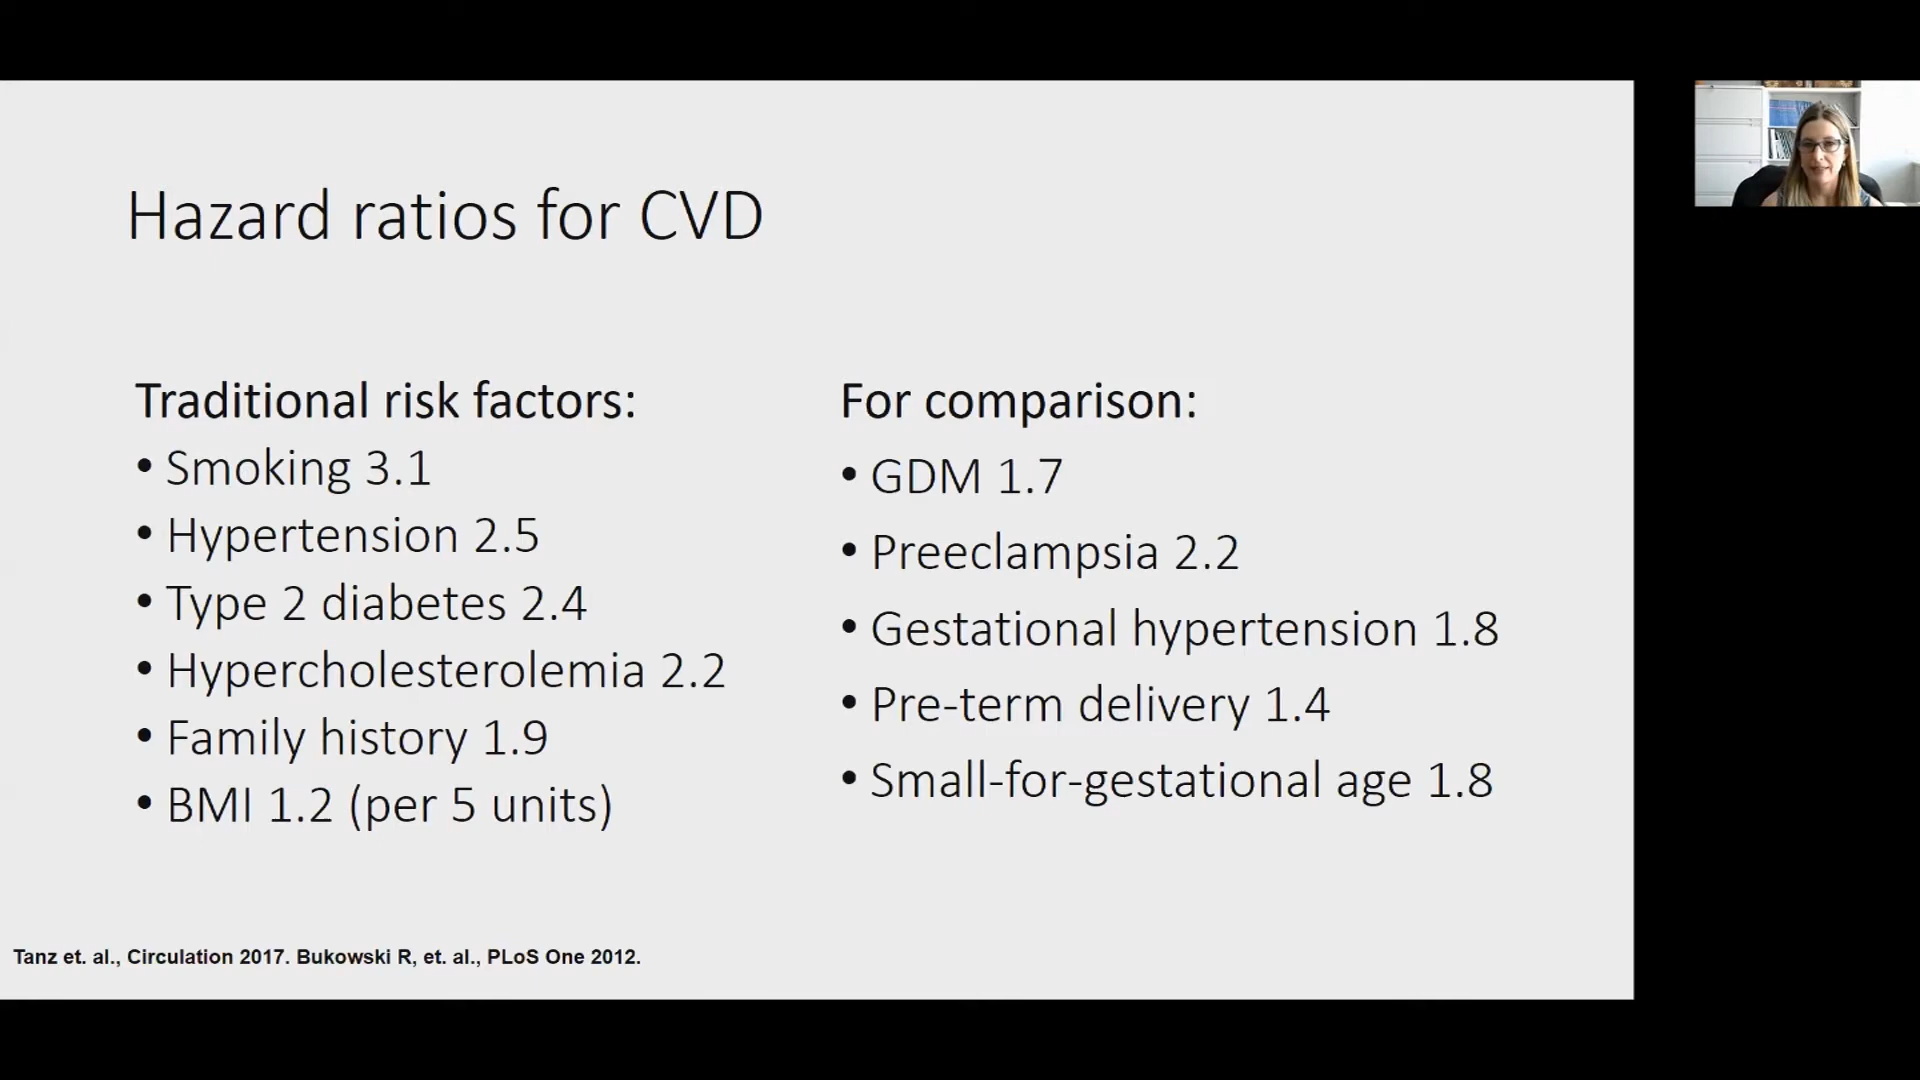 Hazard ratios for CVD
Traditional risk factors:
• Smoking 3.1
• Hypertension 2.5
• Type 2 diabetes 2.4
• Hypercholesterolemia 2.2
• Family history 1.9
• BMI 1.2 (per 5 units)
For comparison:
• GDM 1.7
• Preeclampsia 2.2
• Gestational hypertension 1.8
• Pre-term delivery 1.4
• Small-for-gestational age 1.8
Tanz et. al., Circulation 2017. Bukowski R, et. al., PLoS One 2012.